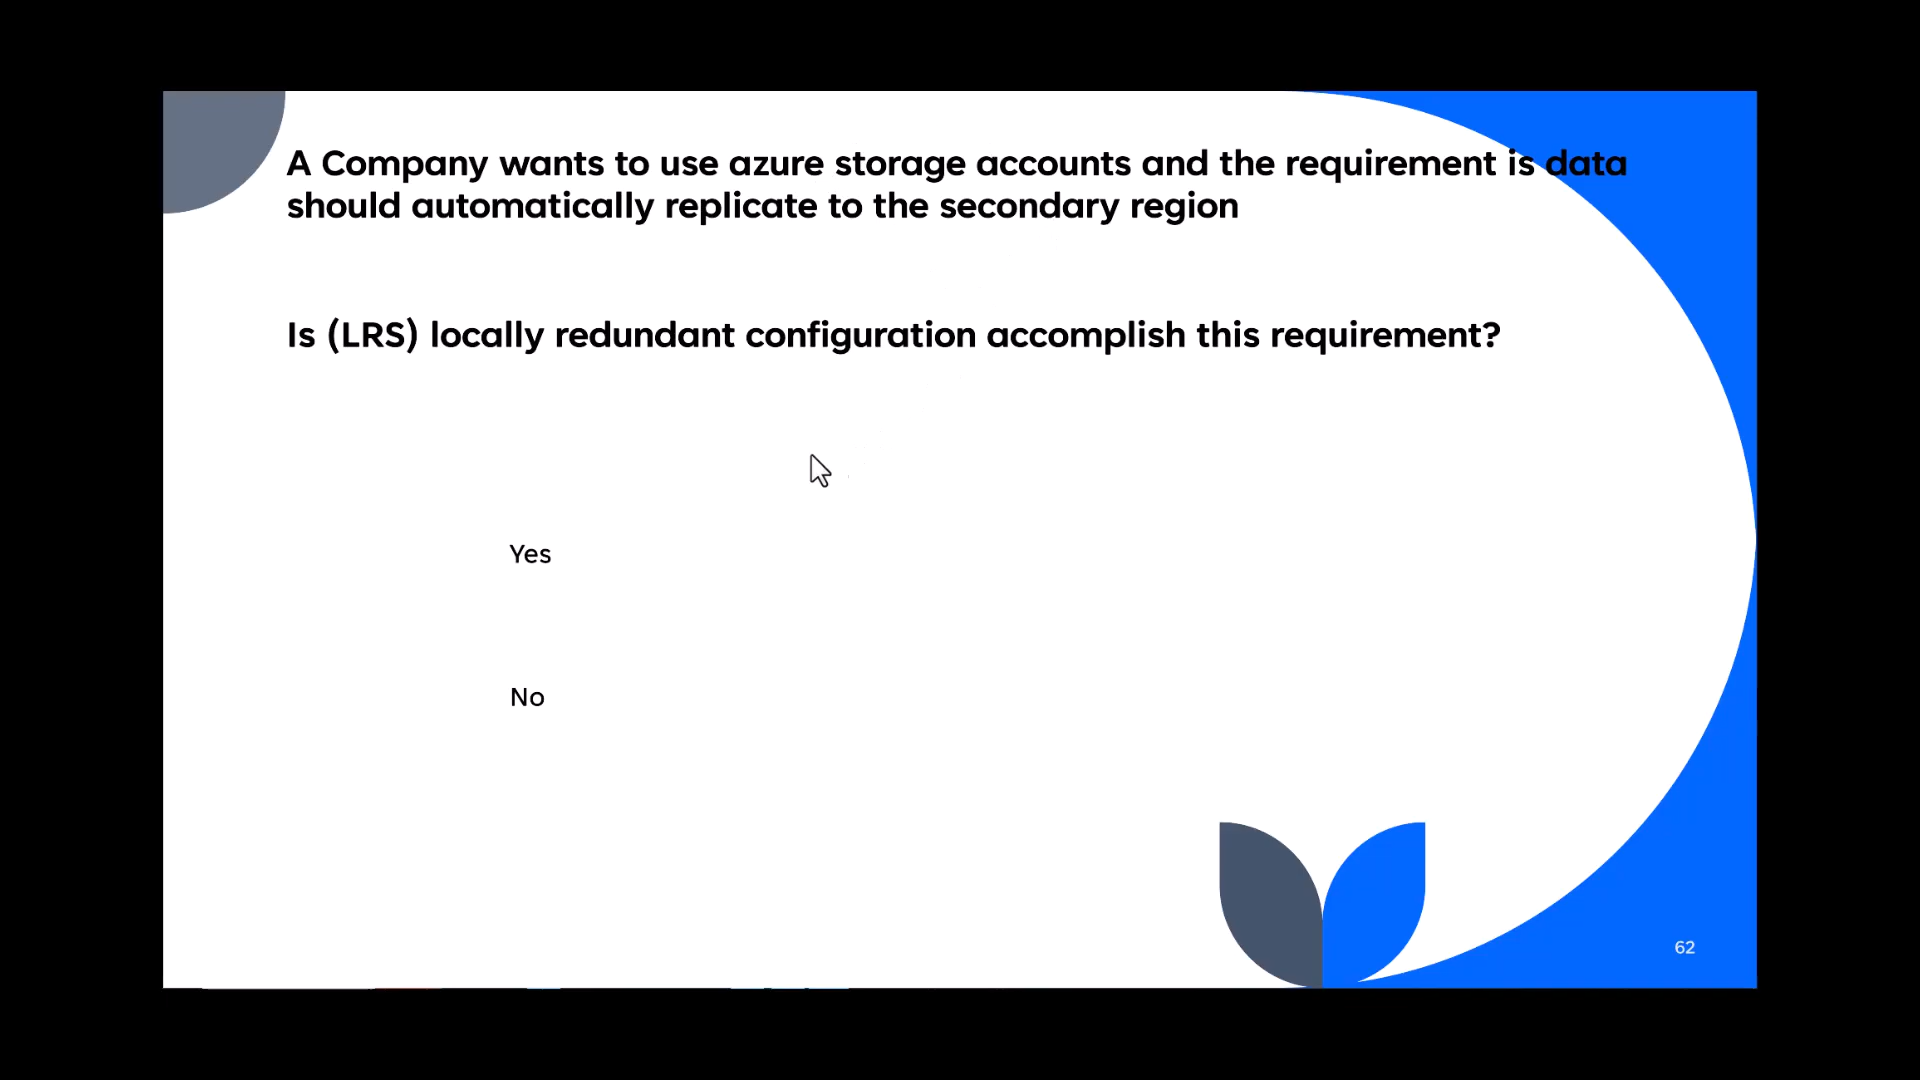 A Company wants to use azure storage accounts and the requirement is data
should automatically replicate to the secondary region
Is (LRS) locally redundant configuration accomplish this requirement?
Yes
No
62